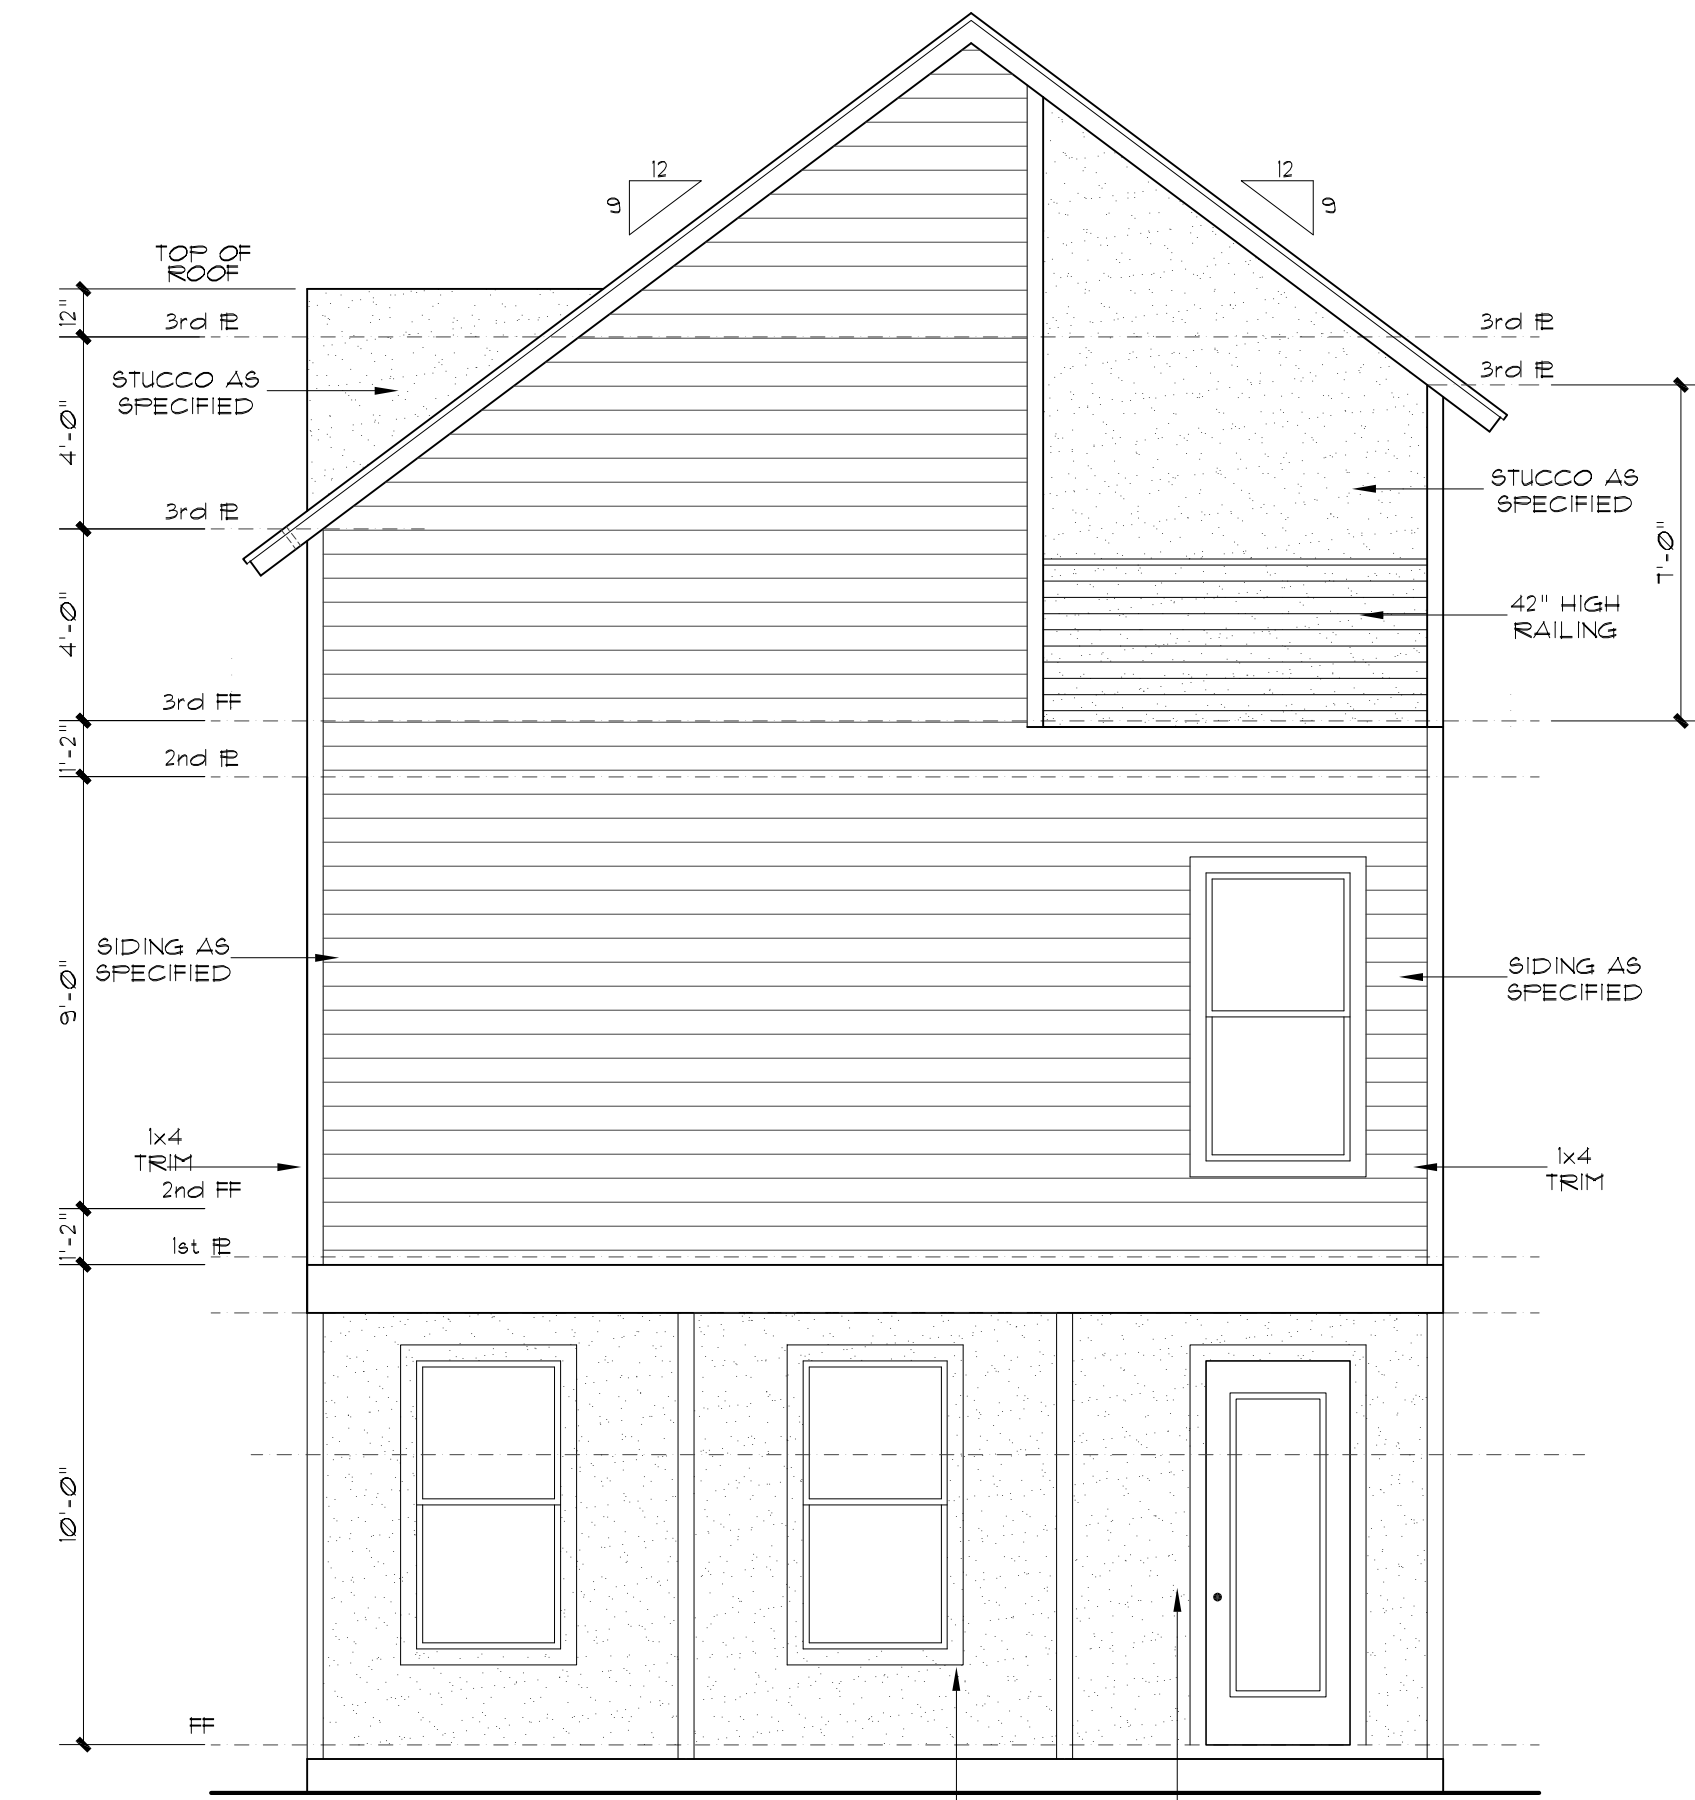 12
9
12
9
TOP OF
ROOF
12"
3rd PL
3rd PL
3rd PL
STUCCO AS
SPECIFIED
4'-0"
STUCCO AS
SPECIFIED
3rd PL
7'-0"
4'-0"
42" HIGH
RAILING
3rd FF
1'-2"
2nd PL
SIDING AS
SPECIFIED
SIDING AS
SPECIFIED
9'-0"
1x4
TRIM
1x4
TRIM
2nd FF
1'-2"
1st PL
10'-0"
FF